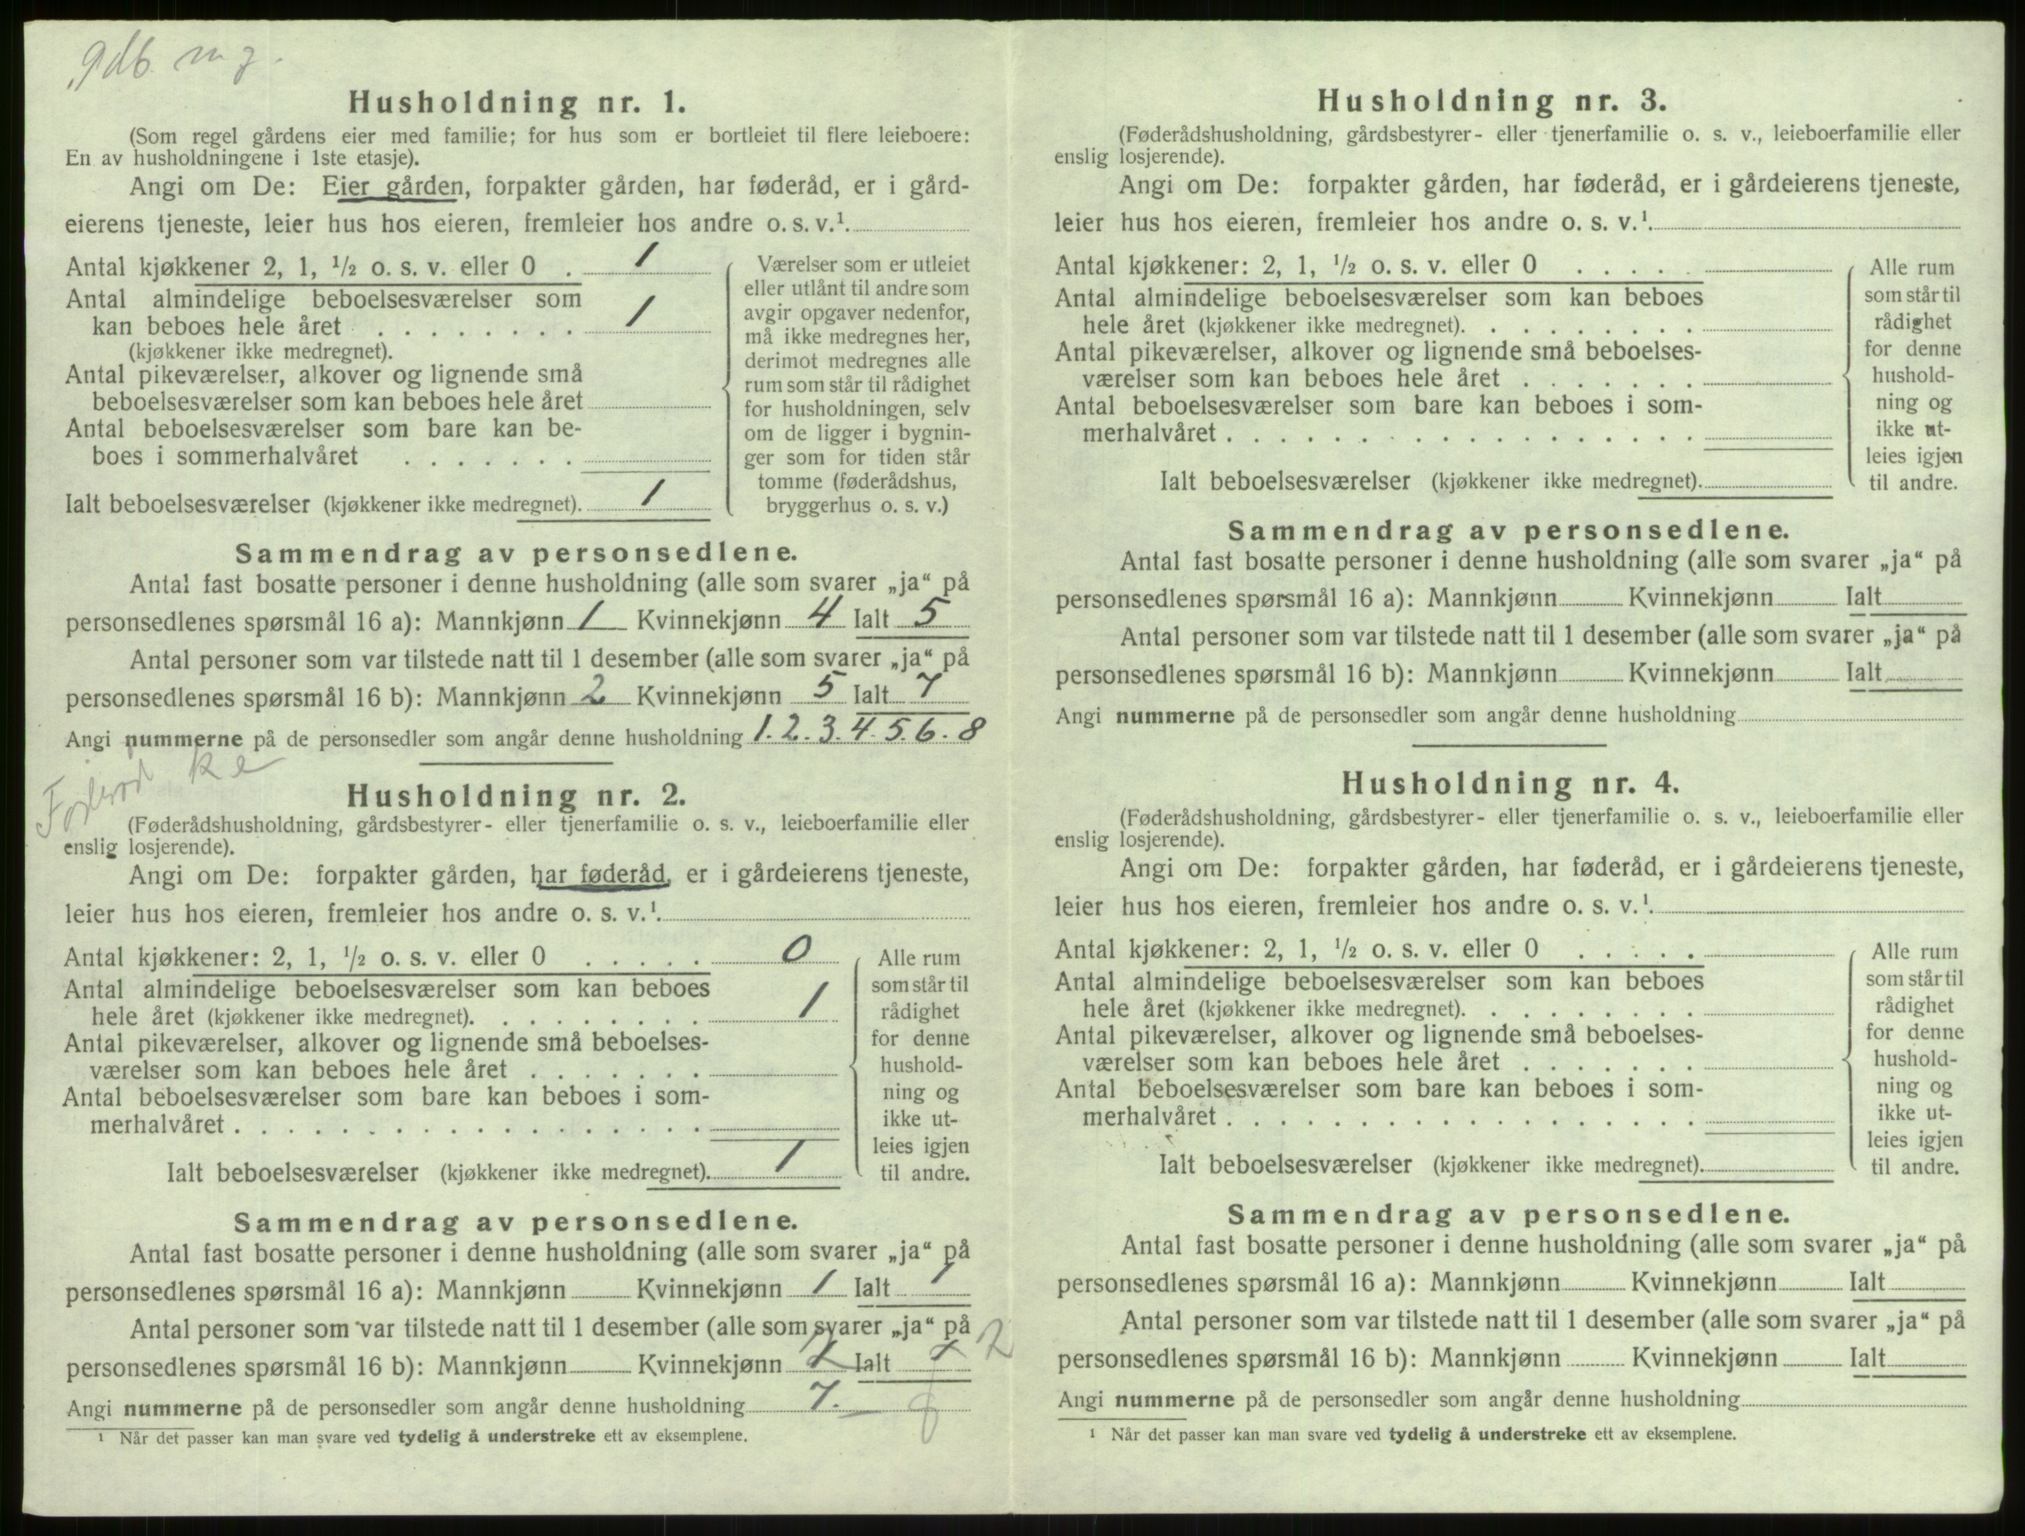 gdb m z.
Husholdning nr. 1.
(Som regel gårdens eier med familie; for hus som er bortleiet til flere leieboere:
En av husholdningene i 1ste etasje).
Angi om De: Eier gården, forpakter gården, har føderåd, er i gård-
eierens tjeneste, leier hus hos eieren, fremleier hos andre o. s. v.¹.
Antal kjøkkener 2, 1, ½ o. s. v. eller 0 . 1
Antal almindelige beboelsesværelser som
kan beboes hele året . . . . . . . . 1
(kjøkkener ikke medregnet).
Antal pikeværelser, alkover og lignende små
beboelsesværelser som kan beboes hele året
Antal beboelsesværelser som bare kan be-
boes i sommerhalvåret . . . . . . .
Ialt beboelsesværelser (kjøkkener ikke medregnet). 1
Værelser som er utleiet
eller utlånt til andre som
avgir opgaver nedenfor,
må ikke medregnes her,
derimot medregnes alle
rum som står til rådighet
for husholdningen, selv
om de ligger i bygnin-
ger som for tiden står
tomme (føderådshus,
bryggerhus o. s. v.)
Sammendrag av personsedlene.
Antal fast bosatte personer i denne husholdning (alle som svarer „ja“ på
personsedlenes spørsmål 16 a): Mannkjønn 1 Kvinnekjønn 4 Ialt 5
Antal personer som var tilstede natt til 1 desember (alle som svarer „ja“ på
personsedlenes spørsmål 16 b): Mannkjønn 2 Kvinnekjønn 5 Ialt 7
Angi nummerne på de personsedler som angår denne husholdning 1. 2. 3. 4. 5. 6. 8
Husholdning nr. 2.
(Føderådshusholdning, gårdsbestyrer- eller tjenerfamilie o. s. v., leieboerfamilie eller
enslig losjerende).
Angi om De: forpakter gården, har føderåd, er i gårdeierens tjeneste,
leier hus hos eieren, fremleier hos andre o. s. v.¹.
Antal kjøkkener: 2, 1, ½ o. s. v. eller 0 . . . . . 0
Antal almindelige beboelsesværelser som kan beboes
hele året (kjøkkener ikke medregnet). . . . . . . . . 1
Antal pikeværelser, alkover og lignende små beboelses-
værelser som kan beboes hele året . . . . . . .
Antal beboelsesværelser som bare kan beboes i som-
merhalvåret . . . . . . . . . . . . . . . . . .
Ialt beboelsesværelser (kjøkkener ikke medregnet). 1
Alle rum
som står til
rådighet
for denne
hushold-
ning og
ikke ut-
leies igjen
til andre.
Sammendrag av personsedlene.
Antal fast bosatte personer i denne husholdning (alle som svarer „ja“ på
personsedlenes spørsmål 16 a): Mannkjønn Kvinnekjønn 1 Ialt 1
Antal personer som var tilstede natt til 1 desember (alle som svarer „ja“ på
personsedlenes spørsmål 16 b): Mannkjønn Kvinnekjønn Ialt 2
Angi nummerne på de personsedler som angår denne husholdning 7.
¹ Når det passer kan man svare ved tydelig å understreke ett av eksemplene.
Husholdning nr. 3.
(Føderådshusholdning, gårdsbestyrer- eller tjenerfamilie o. s. v., leieboerfamilie eller
enslig losjerende).
Angi om De: forpakter gården, har føderåd, er i gårdeierens tjeneste,
leier hus hos eieren, fremleier hos andre o. s. v.¹.
Antal kjøkkener: 2, 1, ½ o. s. v. eller 0 . . . . .
Antal almindelige beboelsesværelser som kan beboes
hele året (kjøkkener ikke medregnet). . . . . . . . .
Antal pikeværelser, alkover og lignende små beboelses-
værelser som kan beboes hele året . . . . . . .
Antal beboelsesværelser som bare kan beboes i som-
merhalvåret . . . . . . . . . . . . . . . . . .
Ialt beboelsesværelser (kjøkkener ikke medregnet).
Alle rum
som står til
rådighet
for denne
hushold-
ning og
ikke ut-
leies igjen
til andre.
Sammendrag av personsedlene.
Antal fast bosatte personer i denne husholdning (alle som svarer „ja“ på
personsedlenes spørsmål 16 a): Mannkjønn Kvinnekjønn Ialt
Antal personer som var tilstede natt til 1 desember (alle som svarer „ja“ på
personsedlenes spørsmål 16 b): Mannkjønn Kvinnekjønn Ialt
Angi nummerne på de personsedler som angår denne husholdning
Husholdning nr. 4.
(Føderådshusholdning, gårdsbestyrer- eller tjenerfamilie o. s. v., leieboerfamilie eller
enslig losjerende).
Angi om De: forpakter gården, har føderåd, er i gårdeierens tjeneste,
leier hus hos eieren, fremleier hos andre o. s. v.¹.
Antal kjøkkener: 2, 1, ½ o. s. v. eller 0 . . . . .
Antal almindelige beboelsesværelser som kan beboes
hele året (kjøkkener ikke medregnet). . . . . . . . .
Antal pikeværelser, alkover og lignende små beboelses-
værelser som kan beboes hele året . . . . . . .
Antal beboelsesværelser som bare kan beboes i som-
merhalvåret . . . . . . . . . . . . . . . . . .
Ialt beboelsesværelser (kjøkkener ikke medregnet).
Alle rum
som står til
rådighet
for denne
hushold-
ning og
ikke ut-
leies igjen
til andre.
Sammendrag av personsedlene.
Antal fast bosatte personer i denne husholdning (alle som svarer „ja“ på
personsedlenes spørsmål 16 a): Mannkjønn Kvinnekjønn Ialt
Antal personer som var tilstede natt til 1 desember (alle som svarer „ja“ på
personsedlenes spørsmål 16 b): Mannkjønn Kvinnekjønn Ialt
Angi nummerne på de personsedler som angår denne husholdning
¹ Når det passer kan man svare ved tydelig å understreke ett av eksemplene.